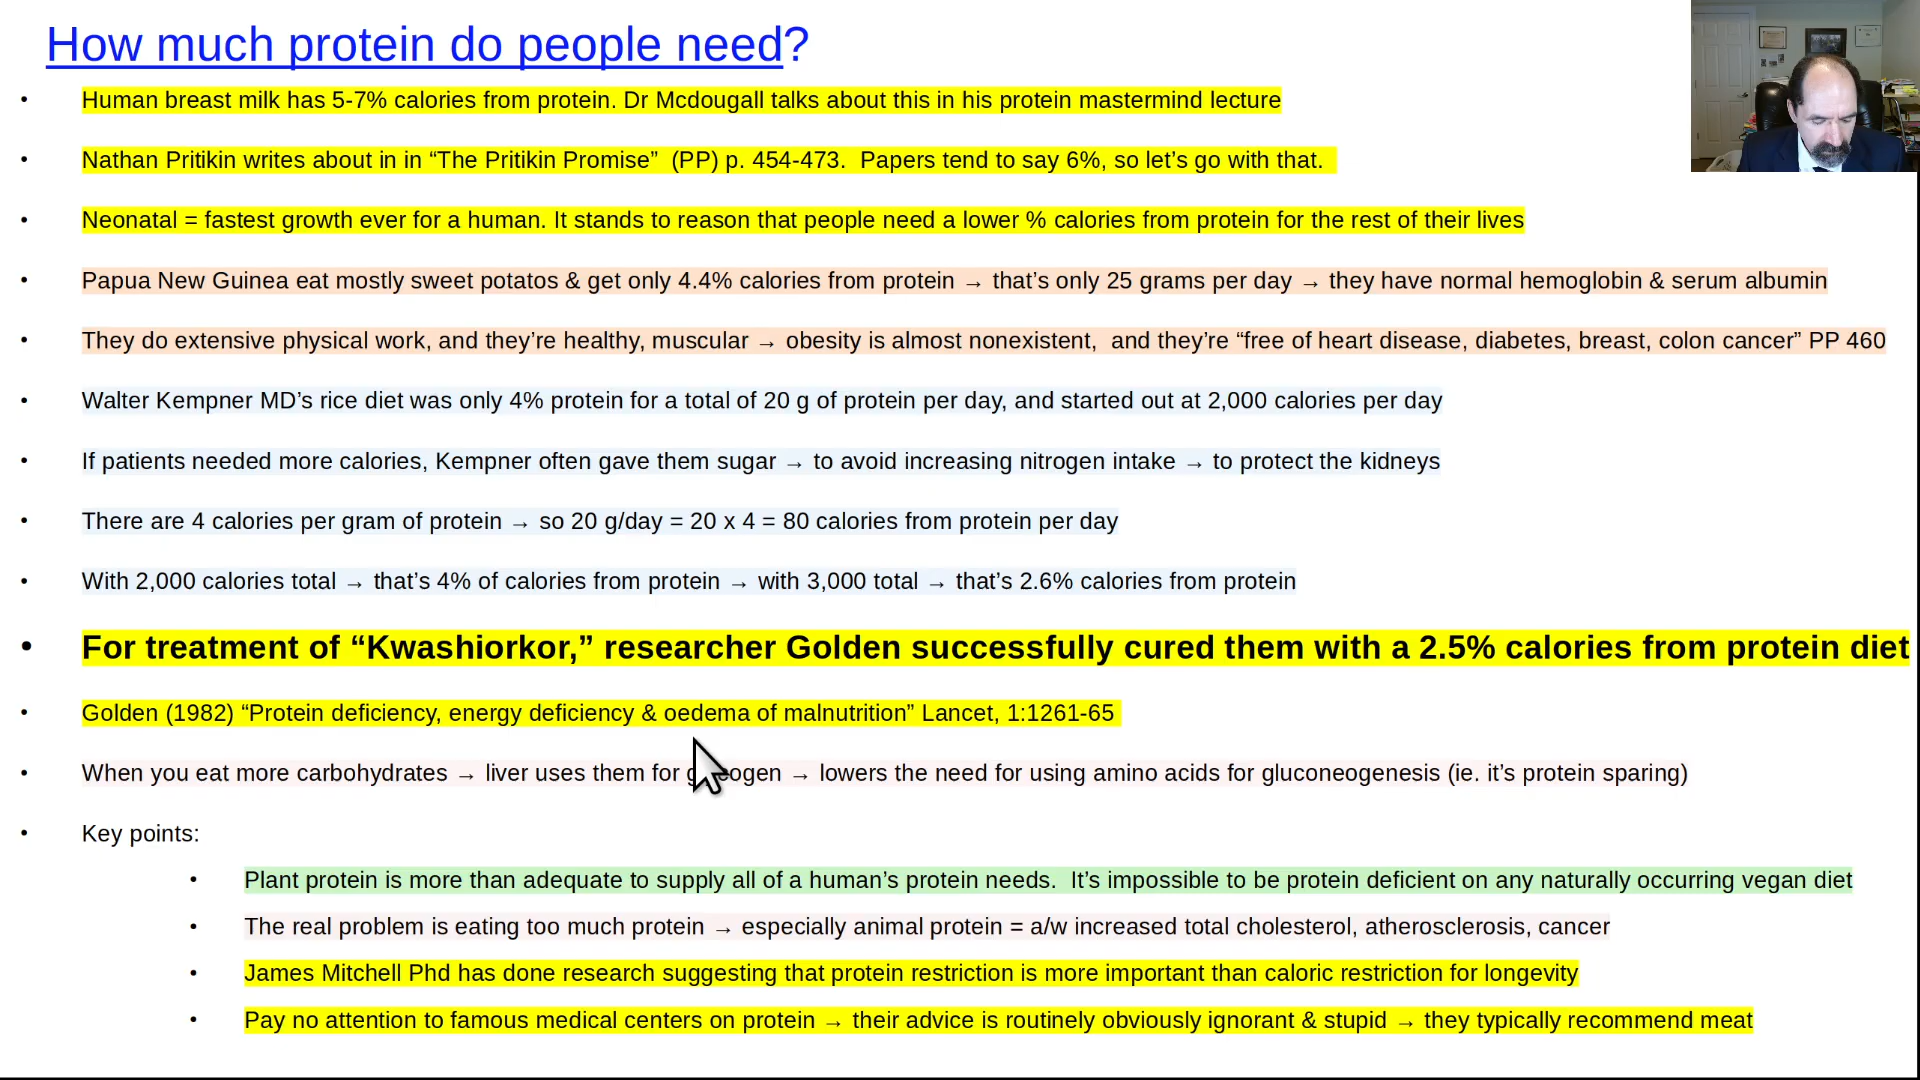 How much protein do people need?
• Human breast milk has 5-7% calories from protein. Dr Mcdougall talks about this in his protein mastermind lecture
• Nathan Pritikin writes about in in “The Pritikin Promise”  (PP) p. 454-473.  Papers tend to say 6%, so let’s go with that.
• Neonatal = fastest growth ever for a human. It stands to reason that people need a lower % calories from protein for the rest of their lives
• Papua New Guinea eat mostly sweet potatos & get only 4.4% calories from protein → that’s only 25 grams per day → they have normal hemoglobin & serum albumin
• They do extensive physical work, and they’re healthy, muscular → obesity is almost nonexistent,  and they’re “free of heart disease, diabetes, breast, colon cancer” PP 460
• Walter Kempner MD’s rice diet was only 4% protein for a total of 20 g of protein per day, and started out at 2,000 calories per day
• If patients needed more calories, Kempner often gave them sugar → to avoid increasing nitrogen intake → to protect the kidneys
• There are 4 calories per gram of protein → so 20 g/day = 20 x 4 = 80 calories from protein per day
• With 2,000 calories total → that’s 4% of calories from protein → with 3,000 total → that’s 2.6% calories from protein
• For treatment of “Kwashiorkor,” researcher Golden successfully cured them with a 2.5% calories from protein diet
• Golden (1982) “Protein deficiency, energy deficiency & oedema of malnutrition” Lancet, 1:1261-65
• When you eat more carbohydrates → liver uses them for → lowers the need for using amino acids for gluconeogenesis (ie. it’s protein sparing)
• Key points:
• Plant protein is more than adequate to supply all of a human’s protein needs.  It’s impossible to be protein deficient on any naturally occurring vegan diet
• The real problem is eating too much protein → especially animal protein = a/w increased total cholesterol, atherosclerosis, cancer
• James Mitchell Phd has done research suggesting that protein restriction is more important than caloric restriction for longevity
• Pay no attention to famous medical centers on protein → their advice is routinely obviously ignorant & stupid → they typically recommend meat